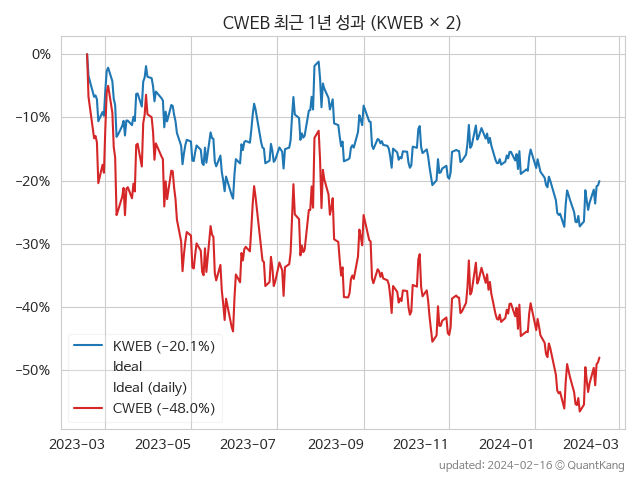 CWEB 최근 1년 성과 (KWEB × 2)
0%
−10%
−20%
−30%
−40%
−50%
KWEB (−20.1%)
Ideal
Ideal (daily)
CWEB (−48.0%)
2023-03 2023-05 2023-07 2023-09 2023-11 2024-01 2024-03
updated: 2024-02-16 © QuantKang